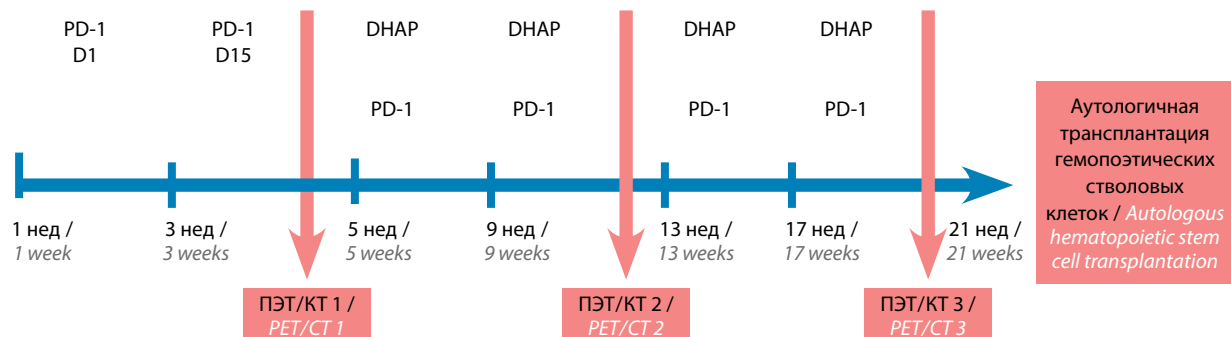 PD-1
D1
PD-1
D15
DHAP
DHAP
DHAP
DHAP
PD-1
PD-1
PD-1
PD-1
1 нед /
1 week
3 нед /
3 weeks
5 нед /
5 weeks
9 нед /
9 weeks
13 нед /
13 weeks
17 нед /
17 weeks
21 нед /
21 weeks
ПЭТ/КТ 1 /
PET/CT 1
ПЭТ/КТ 2 /
PET/CT 2
ПЭТ/КТ 3 /
PET/CT 3
Аутологичная
трансплантация
гемопоэтических
стволовых
клеток / Autologous
hematopoietic stem
cell transplantation